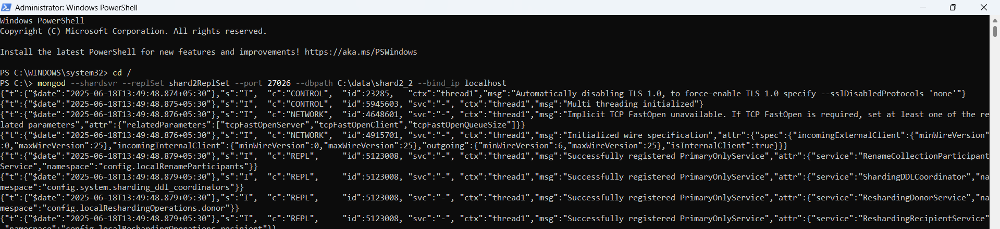 Administrator: Windows PowerShell
Windows PowerShell
Copyright (C) Microsoft Corporation. All rights reserved.
Install the latest PowerShell for new features and improvements! https://aka.ms/PSWindows
PS C:\WINDOWS\system32> cd /
PS C:\> mongod --shardsvr --replSet shard2ReplSet --port 27026 --dbpath C:\data\shard2_2 --bind_ip localhost
{"t":{"$date":"2025-06-18T13:49:48.874+05:30"},"s":"I",  "c":"CONTROL",  "id":23285,   "ctx":"thread1","msg":"Automatically disabling TLS 1.0, to force-enable TLS 1.0 specify --sslDisabledProtocols 'none'"}
{"t":{"$date":"2025-06-18T13:49:48.875+05:30"},"s":"I",  "c":"CONTROL",  "id":5945603, "svc":"-", "ctx":"thread1","msg":"Multi threading initialized"}
{"t":{"$date":"2025-06-18T13:49:48.876+05:30"},"s":"I",  "c":"NETWORK",  "id":4648601, "svc":"-", "ctx":"thread1","msg":"Implicit TCP FastOpen unavailable. If TCP FastOpen is required, set at least one of the re
lated parameters","attr":{"relatedParameters":["tcpFastOpenServer","tcpFastOpenClient","tcpFastOpenQueueSize"]}}
{"t":{"$date":"2025-06-18T13:49:48.876+05:30"},"s":"I",  "c":"NETWORK",  "id":4915701, "svc":"-", "ctx":"thread1","msg":"Initialized wire specification","attr":{"spec":{"incomingExternalClient":{"minWireVersion"
:0,"maxWireVersion":25},"incomingInternalClient":{"minWireVersion":0,"maxWireVersion":25},"outgoing":{"minWireVersion":6,"maxWireVersion":25},"isInternalClient":true}}}
{"t":{"$date":"2025-06-18T13:49:48.879+05:30"},"s":"I",  "c":"REPL",     "id":5123008, "svc":"-", "ctx":"thread1","msg":"Successfully registered PrimaryOnlyService","attr":{"service":"RenameCollectionParticipant
Service","namespace":"config.localRenameParticipants"}}
{"t":{"$date":"2025-06-18T13:49:48.879+05:30"},"s":"I",  "c":"REPL",     "id":5123008, "svc":"-", "ctx":"thread1","msg":"Successfully registered PrimaryOnlyService","attr":{"service":"ShardingDDLCoordinator","na
mespace":"config.system.sharding_ddl_coordinators"}}
{"t":{"$date":"2025-06-18T13:49:48.879+05:30"},"s":"I",  "c":"REPL",     "id":5123008, "svc":"-", "ctx":"thread1","msg":"Successfully registered PrimaryOnlyService","attr":{"service":"ReshardingDonorService","na
mespace":"config.localReshardingOperations.donor"}}
{"t":{"$date":"2025-06-18T13:49:48.879+05:30"},"s":"I",  "c":"REPL",     "id":5123008, "svc":"-", "ctx":"thread1","msg":"Successfully registered PrimaryOnlyService","attr":{"service":"ReshardingRecipientService"
,"namespace":"config.localReshardingOperations.recipient"}}